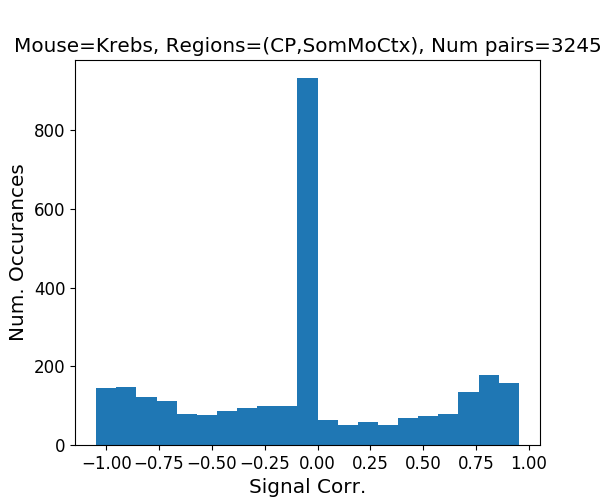 Mouse=Krebs, Regions=(CP,SomMoCtx), Num pairs=3245
800
600
400
200
0
Num. Occurances
−1.00 −0.75 −0.50 −0.25 0.00 0.25 0.50 0.75 1.00
Signal Corr.